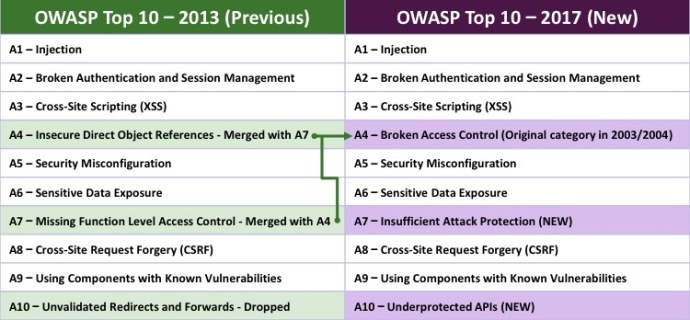 OWASP Top 10 – 2013 (Previous)
OWASP Top 10 – 2017 (New)
A1 – Injection
A1 – Injection
A2 – Broken Authentication and Session Management
A2 – Broken Authentication and Session Management
A3 – Cross-Site Scripting (XSS)
A3 – Cross-Site Scripting (XSS)
A4 – Insecure Direct Object References - Merged with A7
A4 – Broken Access Control (Original category in 2003/2004)
A5 – Security Misconfiguration
A5 – Security Misconfiguration
A6 – Sensitive Data Exposure
A6 – Sensitive Data Exposure
A7 – Missing Function Level Access Control - Merged with A4
A7 – Insufficient Attack Protection (NEW)
A8 – Cross-Site Request Forgery (CSRF)
A8 – Cross-Site Request Forgery (CSRF)
A9 – Using Components with Known Vulnerabilities
A9 – Using Components with Known Vulnerabilities
A10 – Unvalidated Redirects and Forwards - Dropped
A10 – Underprotected APIs (NEW)